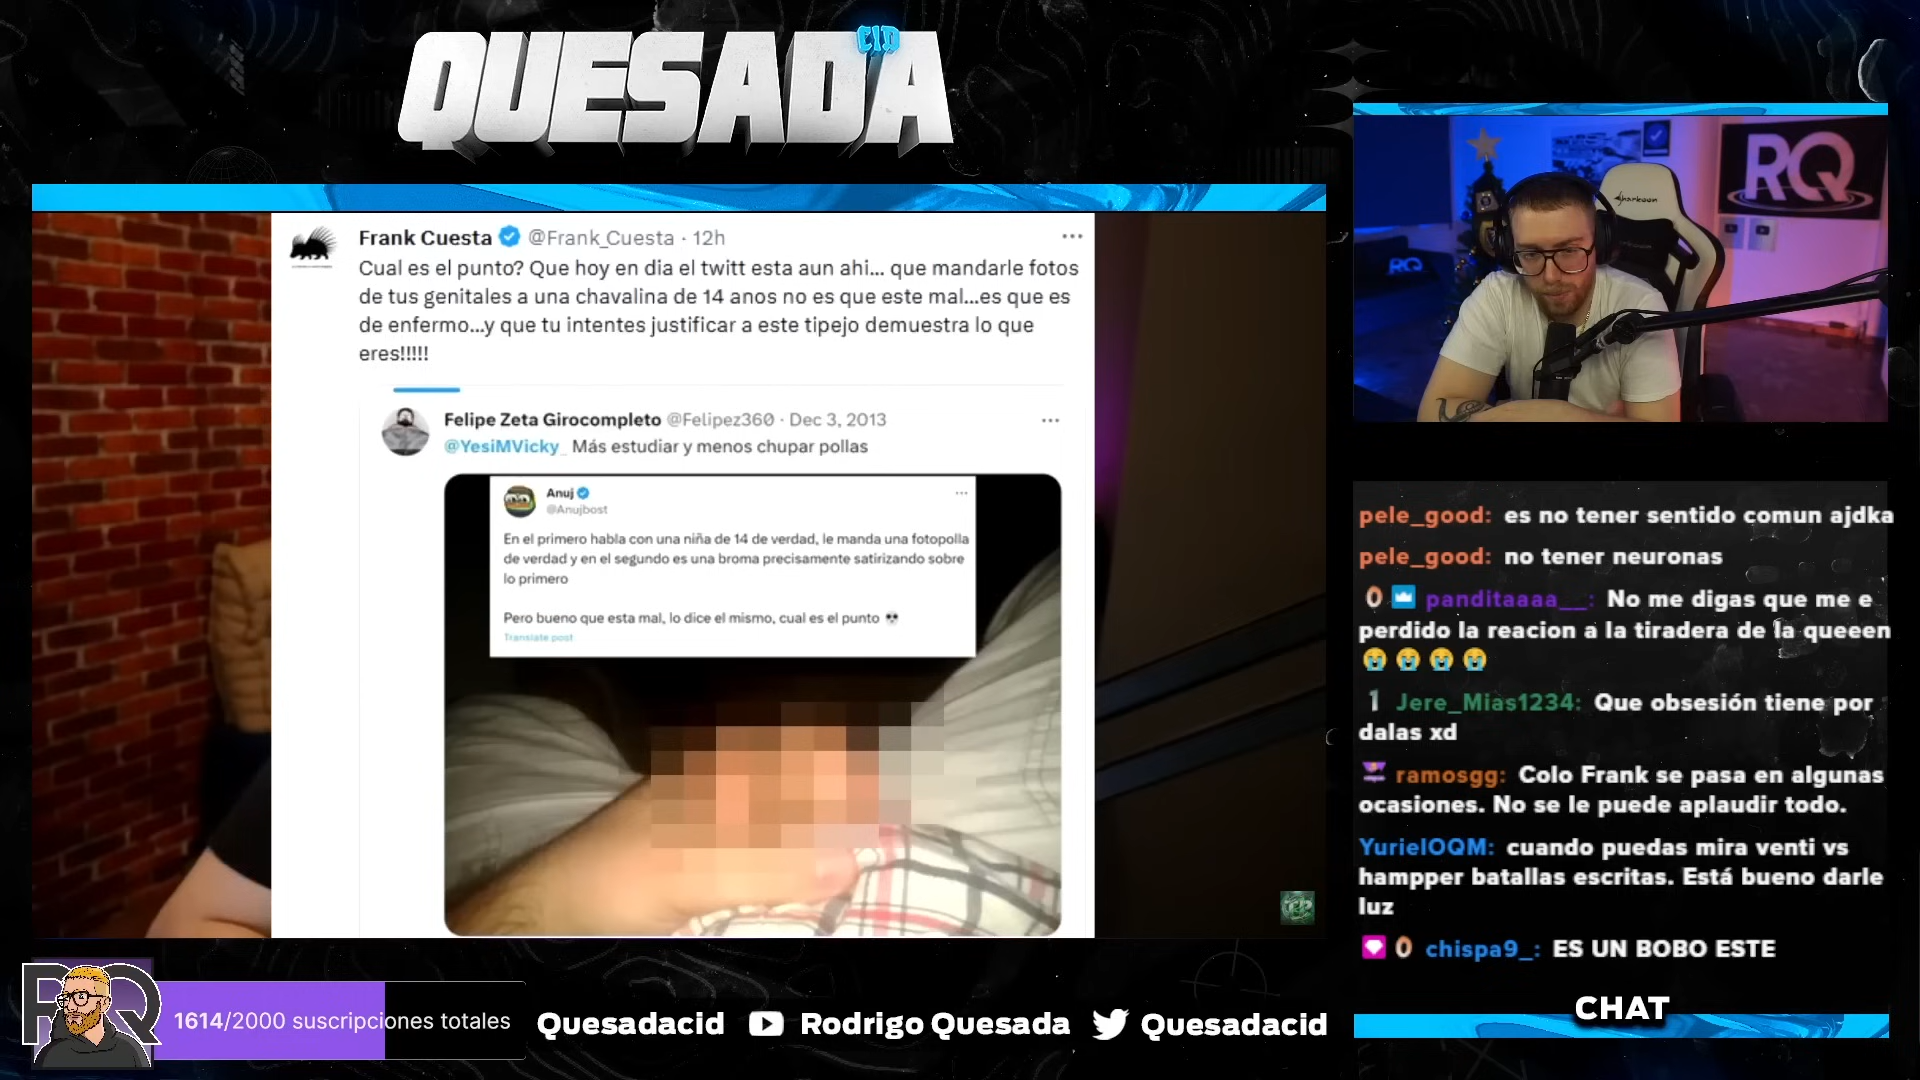 QUESADA
CID
Frank Cuesta @Frank_Cuesta · 12h
Cual es el punto? Que hoy en dia el twitt esta aun ahi... que mandarle fotos
de tus genitales a una chavalina de 14 anos no es que este mal...es que es
de enfermo...y que tu intentes justificar a este tipejo demuestra lo que
eres!!!!!
Felipe Zeta Girocompleto @Felipez360 · Dec 3, 2013
@YesiMVicky_ Más estudiar y menos chupar pollas
Anuj
@Anujbost
En el primero habla con una niña de 14 de verdad, le manda una fotopolla
de verdad y en el segundo es una broma precisamente satirizando sobre
lo primero
Pero bueno que esta mal, lo dice el mismo, cual es el punto 💀
Translate post
RQ
RQ
Sharkoon
pele_good: es no tener sentido comun ajdka
pele_good: no tener neuronas
0 panditaaaa__: No me digas que me e
perdido la reacion a la tiradera de la queeen
😭 😭 😭 😭
1 Jere_Mias1234: Que obsesión tiene por
dalas xd
ramosgg: Colo Frank se pasa en algunas
ocasiones. No se le puede aplaudir todo.
YurielOQM: cuando puedas mira venti vs
hampper batallas escritas. Está bueno darle
luz
0 chispa9_: ES UN BOBO ESTE
CHAT
RQ
1614/2000 suscripciones totales
Quesadacid Rodrigo Quesada Quesadacid